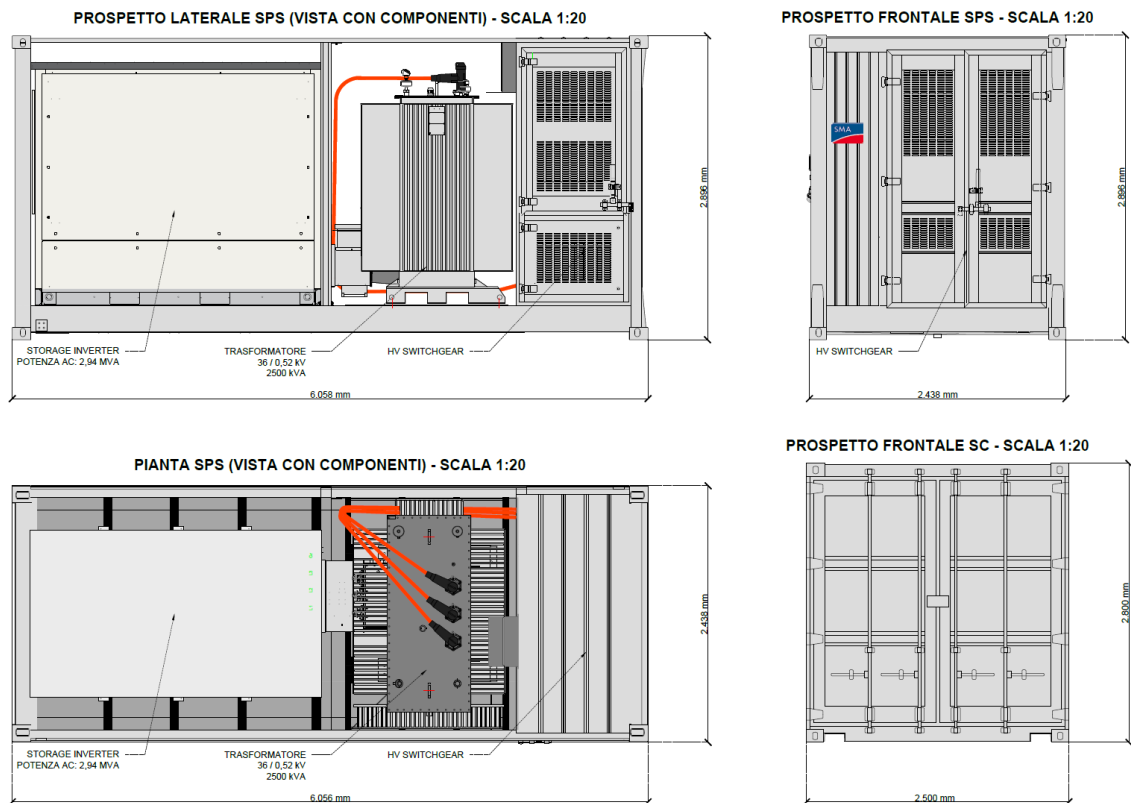 PROSPETTO LATERALE SPS (VISTA CON COMPONENTI) - SCALA 1:20
PROSPETTO FRONTALE SPS - SCALA 1:20
SMA
2.896 mm
2.896 mm
STORAGE INVERTER
POTENZA AC: 2,94 MVA
TRASFORMATORE
36 / 0,52 kV
2500 kVA
HV SWITCHGEAR
HV SWITCHGEAR
6.058 mm
2.438 mm
PIANTA SPS (VISTA CON COMPONENTI) - SCALA 1:20
PROSPETTO FRONTALE SC - SCALA 1:20
2.438 mm
2.800 mm
STORAGE INVERTER
POTENZA AC: 2,94 MVA
TRASFORMATORE
36 / 0,52 kV
2500 kVA
HV SWITCHGEAR
6.056 mm
2.500 mm